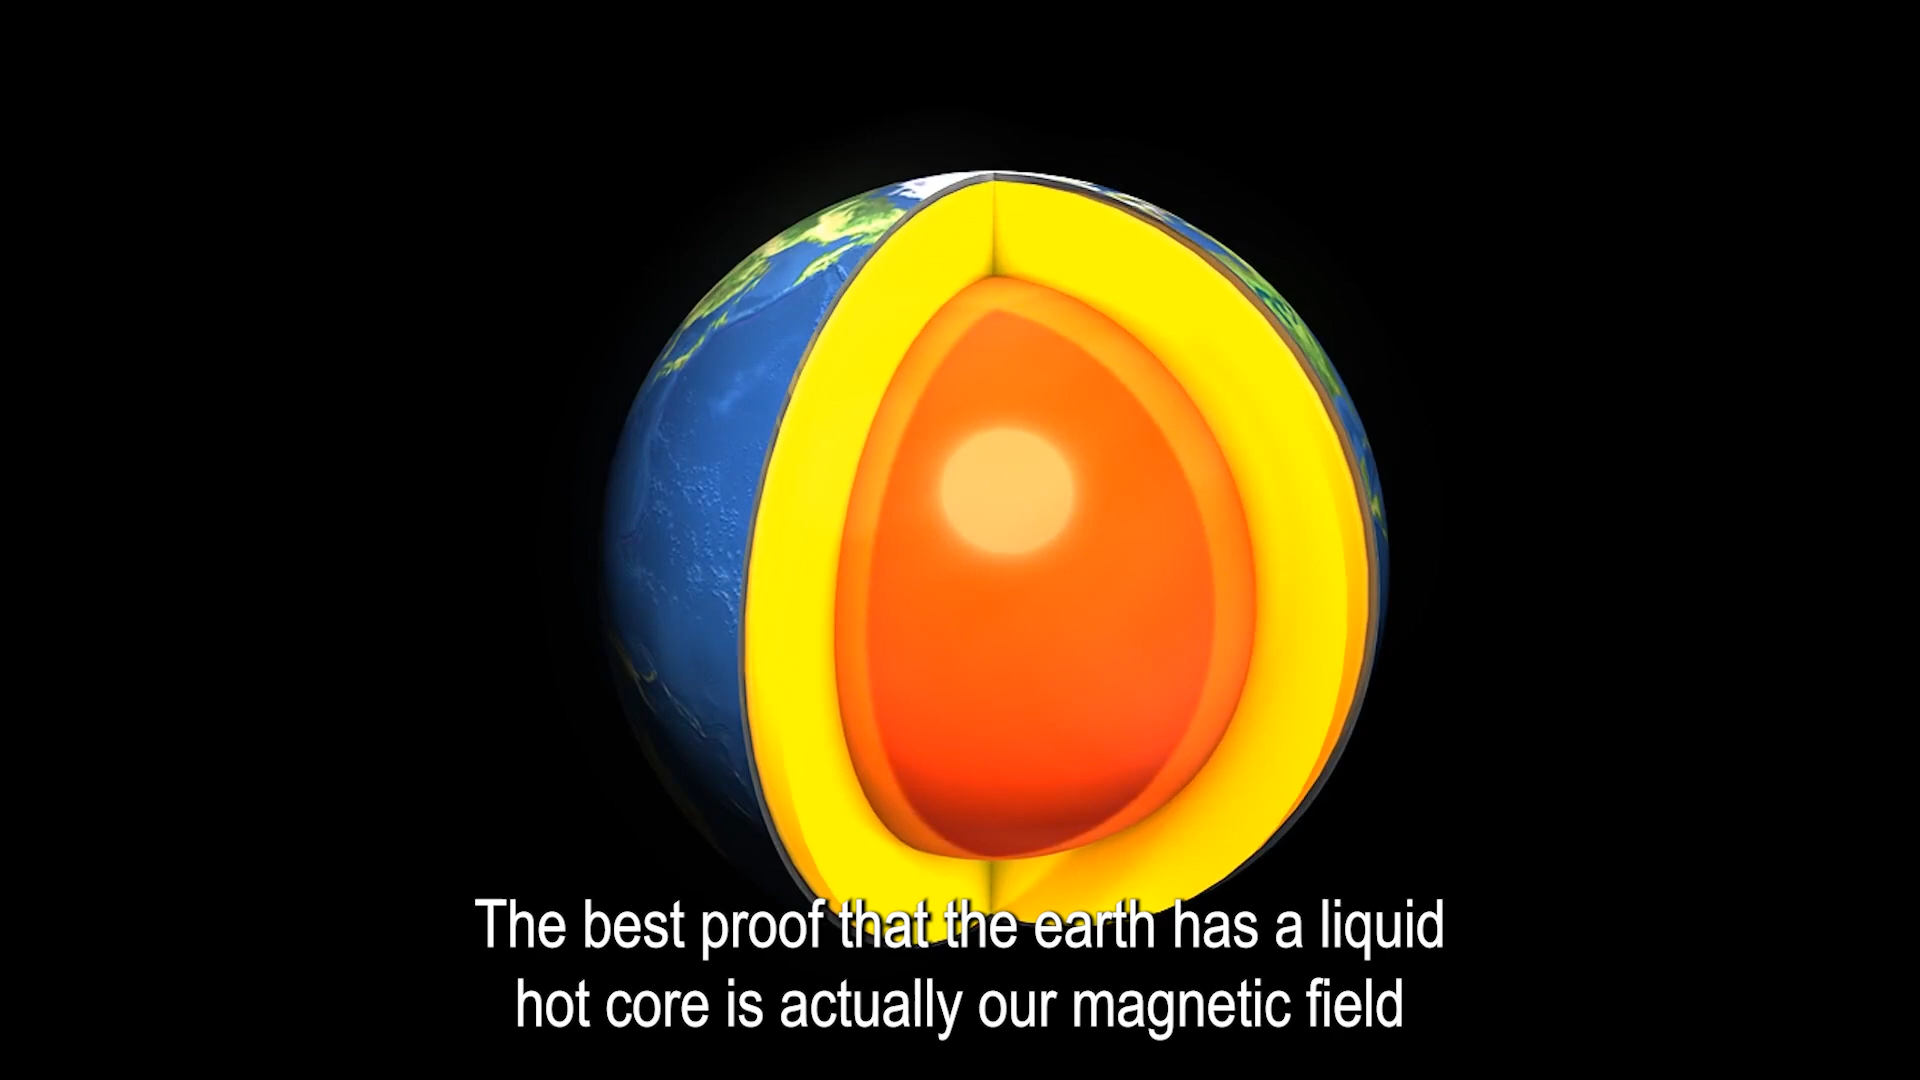 The best proof that the earth has a liquid
hot core is actually our magnetic field